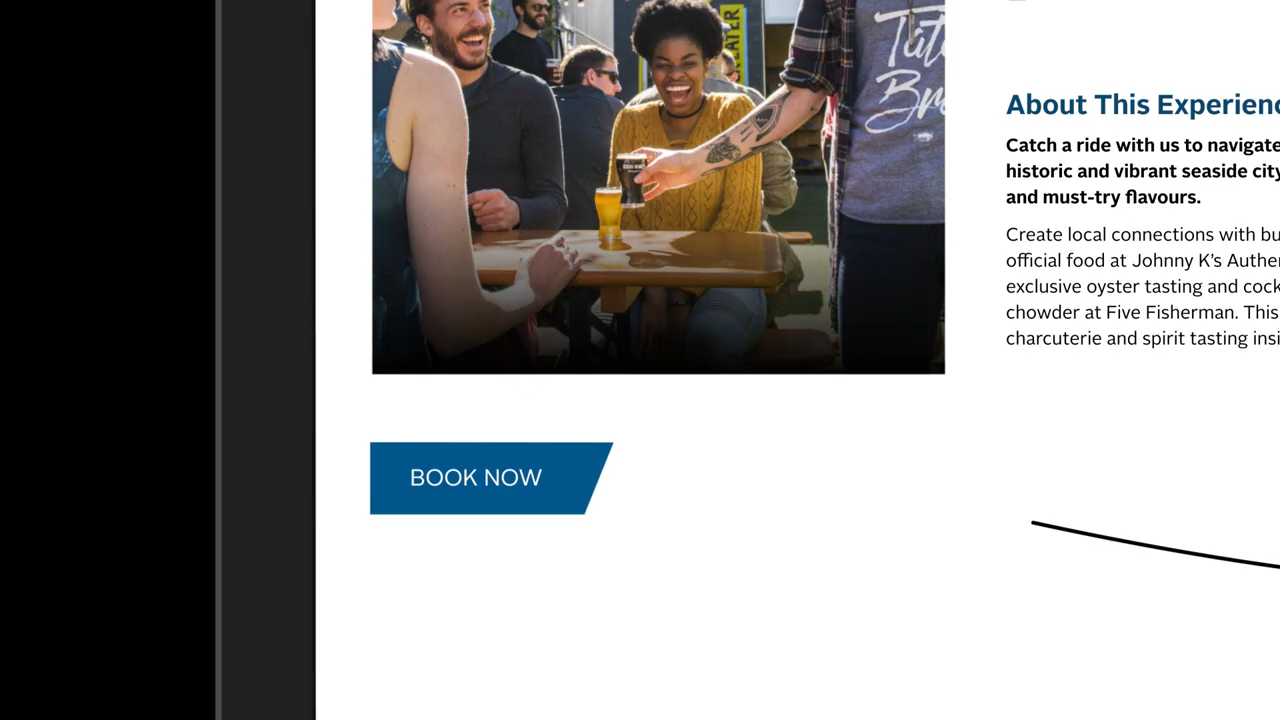 About This Experienc
Catch a ride with us to navigate
historic and vibrant seaside city
and must-try flavours.
Create local connections with bu
official food at Johnny K's Authen
exclusive oyster tasting and cock
chowder at Five Fisherman. This
charcuterie and spirit tasting insi
BOOK NOW